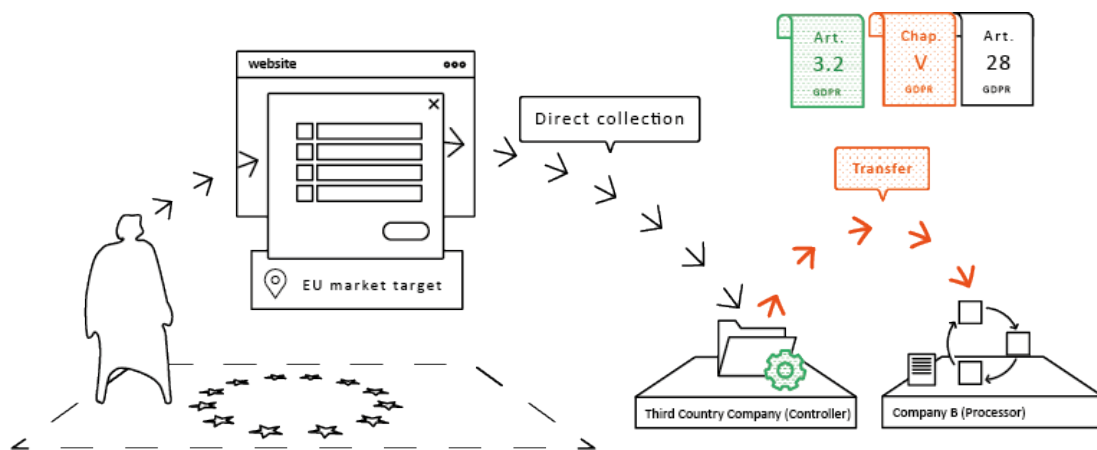 website
Direct collection
EU market target
Art.
3.2
GDPR
Chap.
V
GDPR
Art.
28
GDPR
Transfer
Third Country Company (Controller)
Company B (Processor)